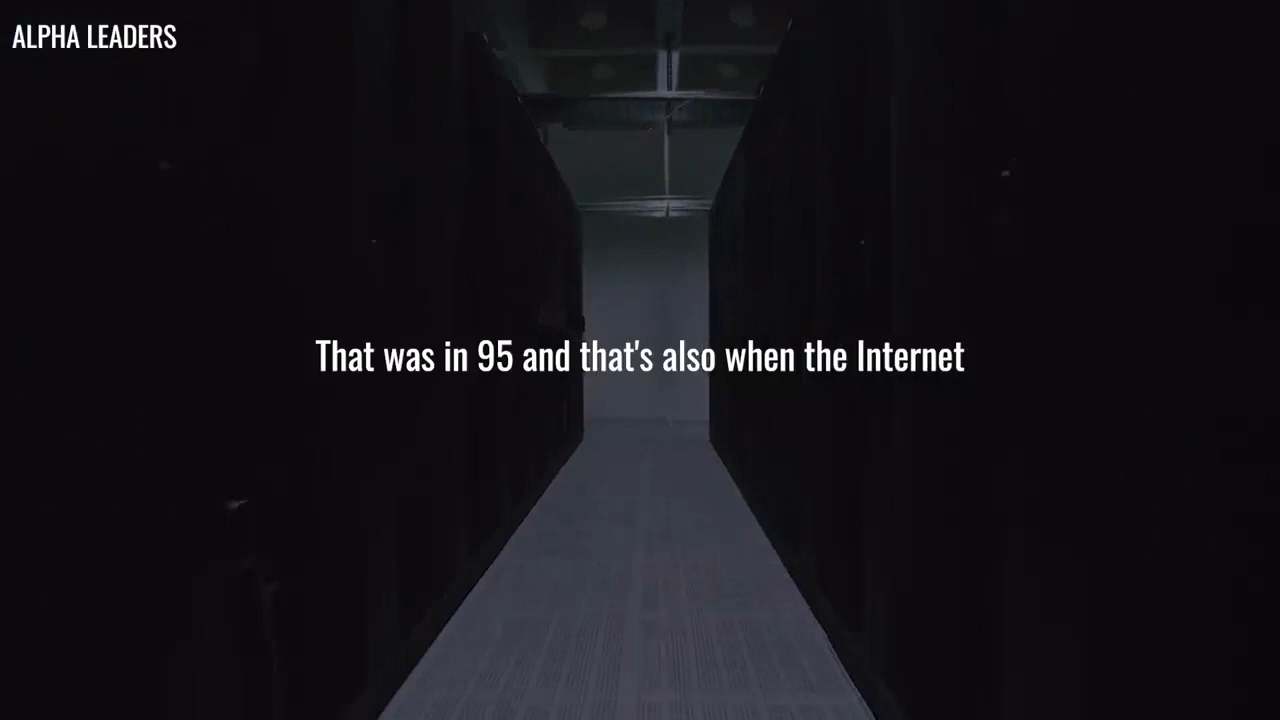 ALPHA LEADERS
That was in 95 and that's also when the Internet